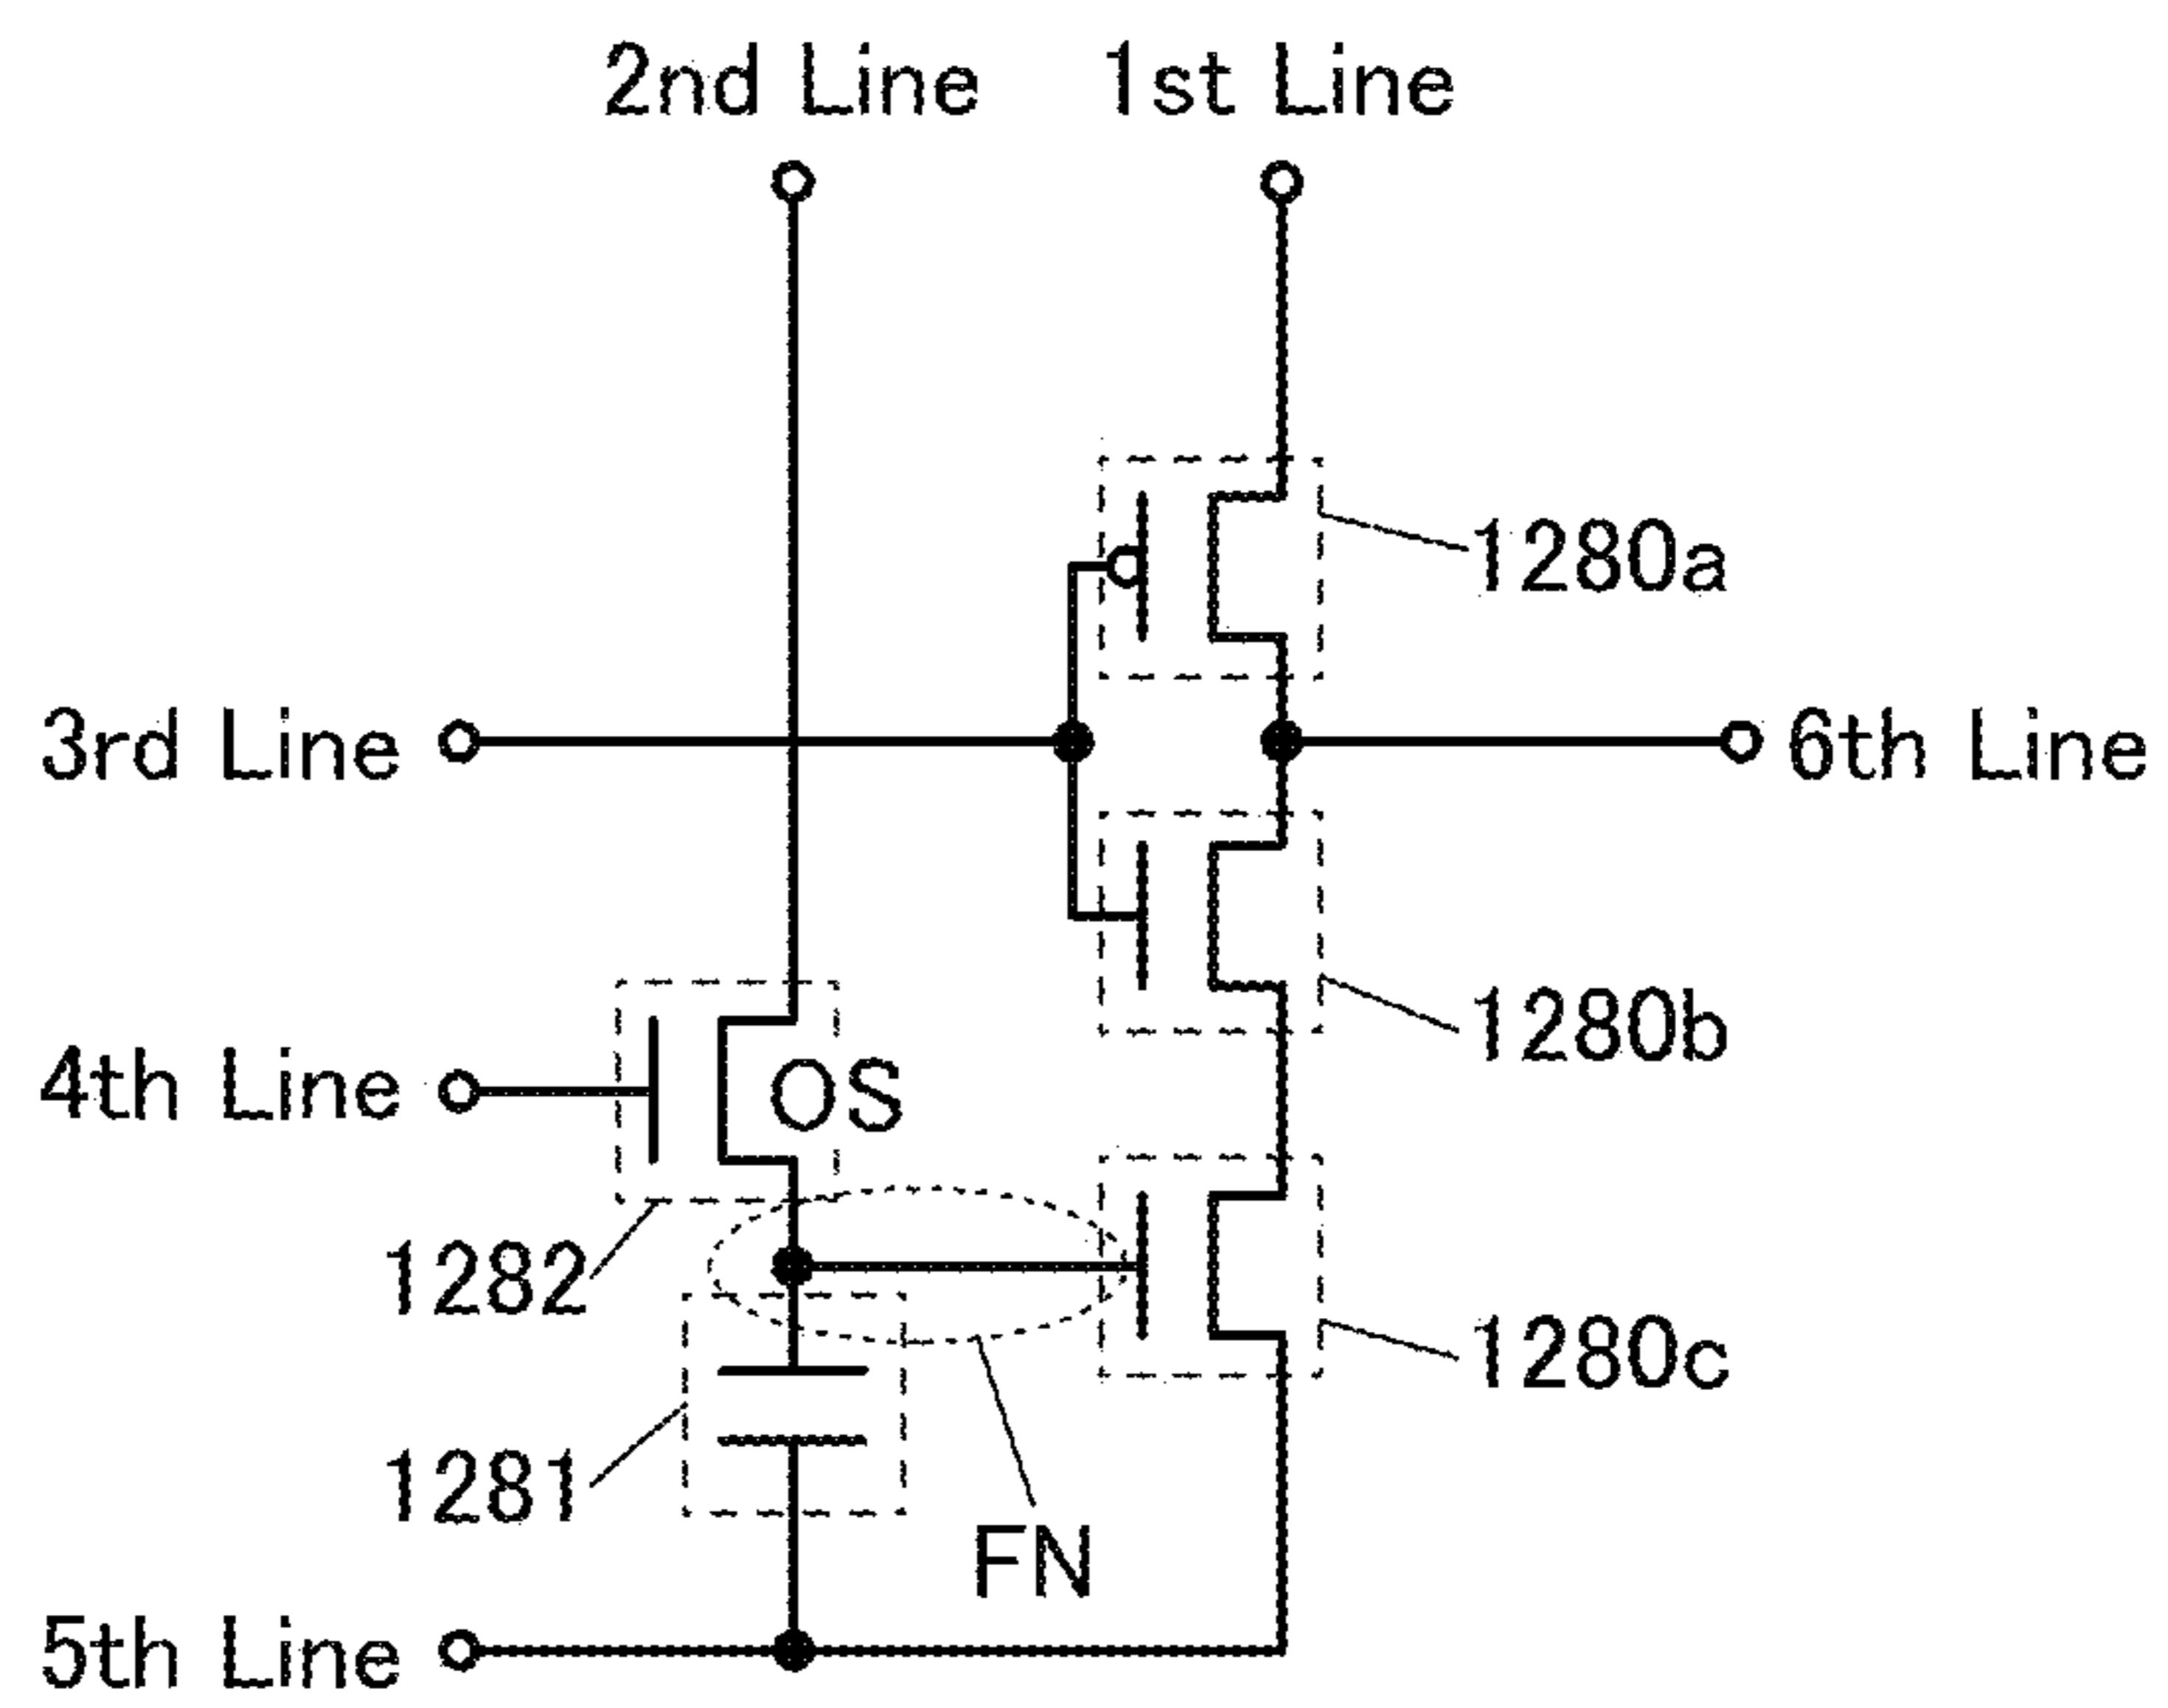 2nd Line
1st Line
1280a
3rd Line
6th Line
1280b
4th Line
OS
1282
1280c
1281
FN
5th Line